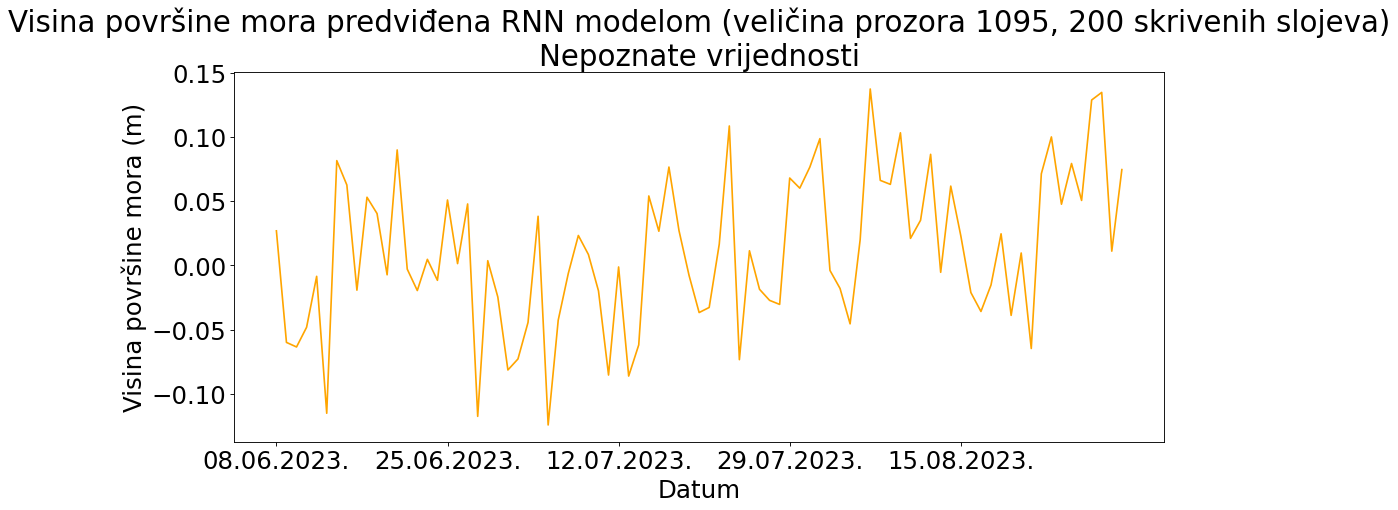 Visina površine mora predviđena RNN modelom (veličina prozora 1095, 200 skrivenih slojeva)
Nepoznate vrijednosti
Visina površine mora (m)
0.15
0.10
0.05
0.00
−0.05
−0.10
08.06.2023. 25.06.2023. 12.07.2023. 29.07.2023. 15.08.2023.
Datum